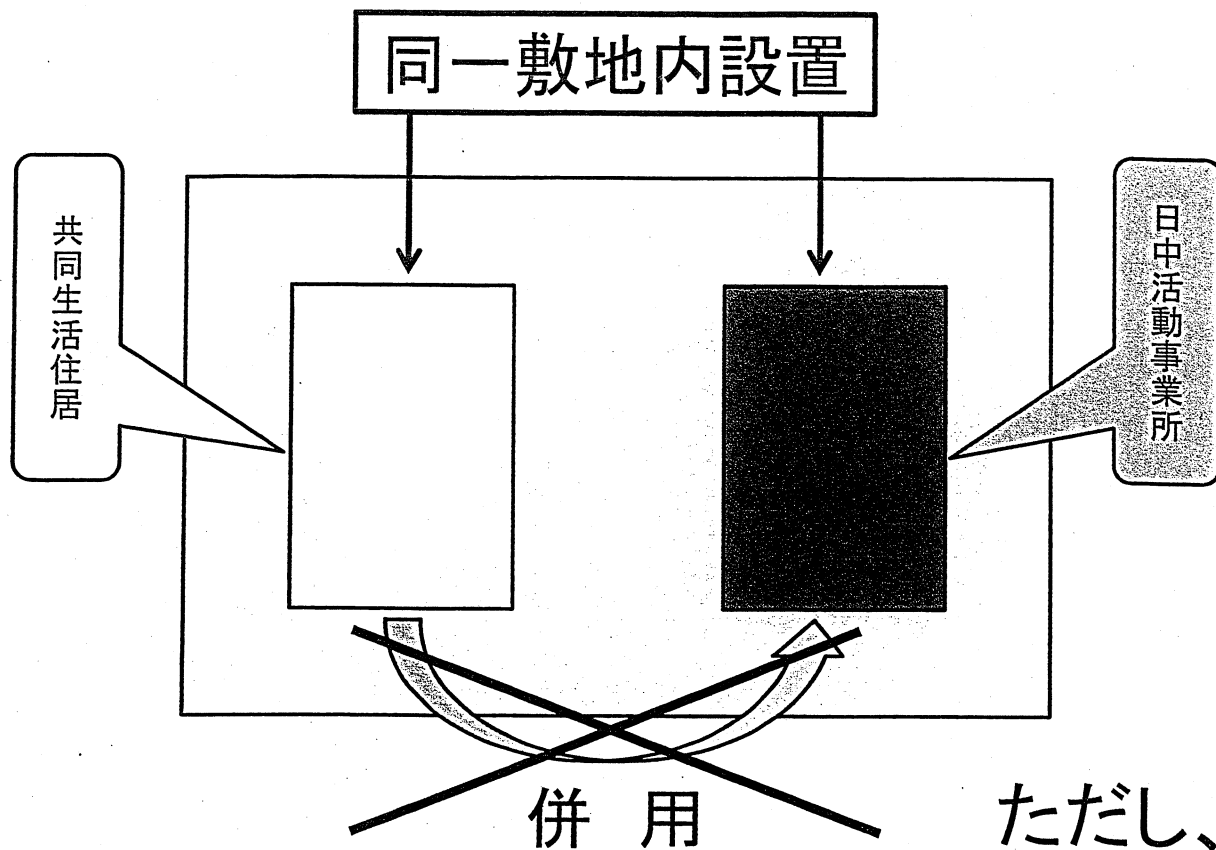 同一敷地内設置
共同生活住居
日中活動事業所
併用
ただし、